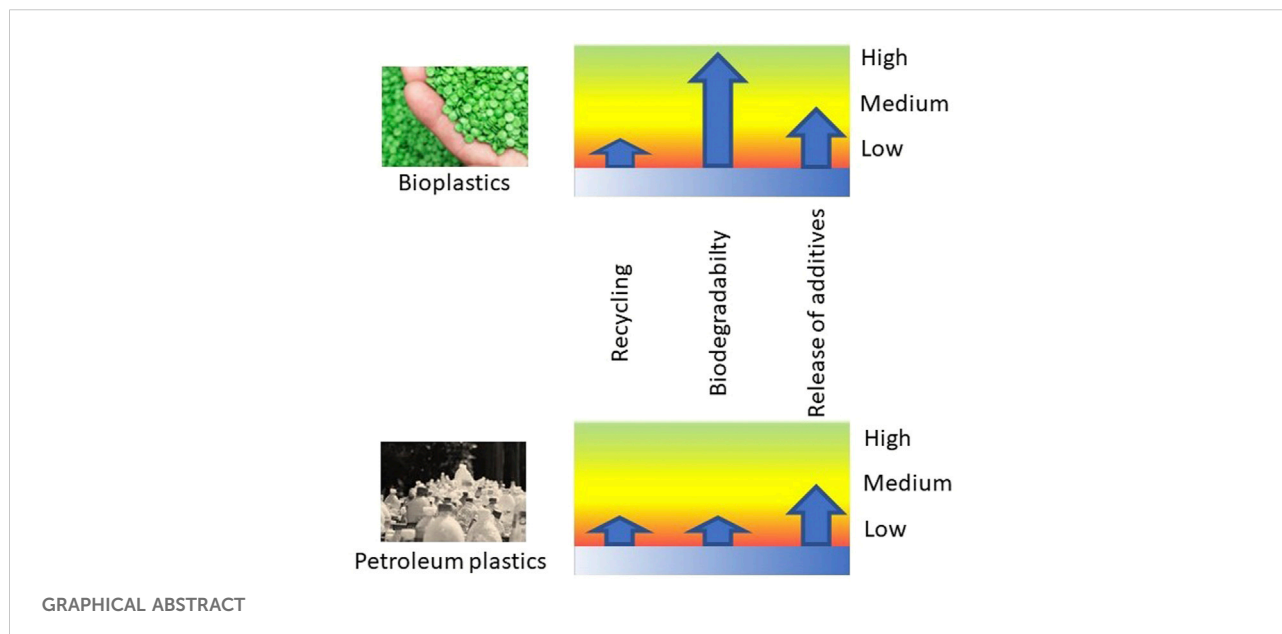 High
Medium
Low
Bioplastics
Recycling
Biodegradabilty
Release of additives
High
Medium
Low
Petroleum plastics
GRAPHICAL ABSTRACT